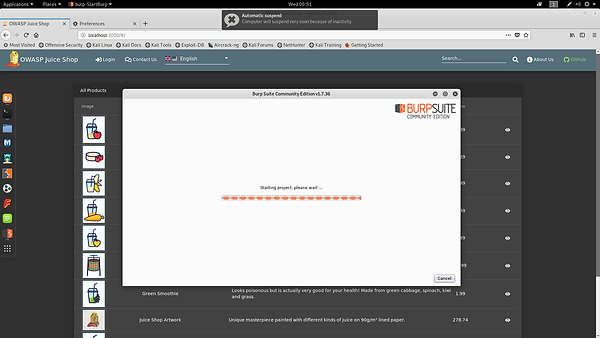 Applications Places burp-StartBurp Wed 00:51
Automatic suspend
Computer will suspend very soon because of inactivity.
OWASP Juice Shop Preferences
localhost:3000/#/ Search
Most Visited Offensive Security Kali Linux Kali Docs Kali Tools Exploit-DB Aircrack-ng Kali Forums NetHunter Kali Training Getting Started
OWASP Juice Shop Login Contact Us English Search... About Us GitHub
All Products
Image
Burp Suite Community Edition v1.7.36
BURPSUITE
COMMUNITY EDITION
Starting project, please wait ...
Cancel
Green Smoothie Looks poisonous but is actually very good for your health! Made from green cabbage, spinach, kiwi and grass. 1.99
Juice Shop Artwork Unique masterpiece painted with different kinds of juice on 90g/m² lined paper. 278.74